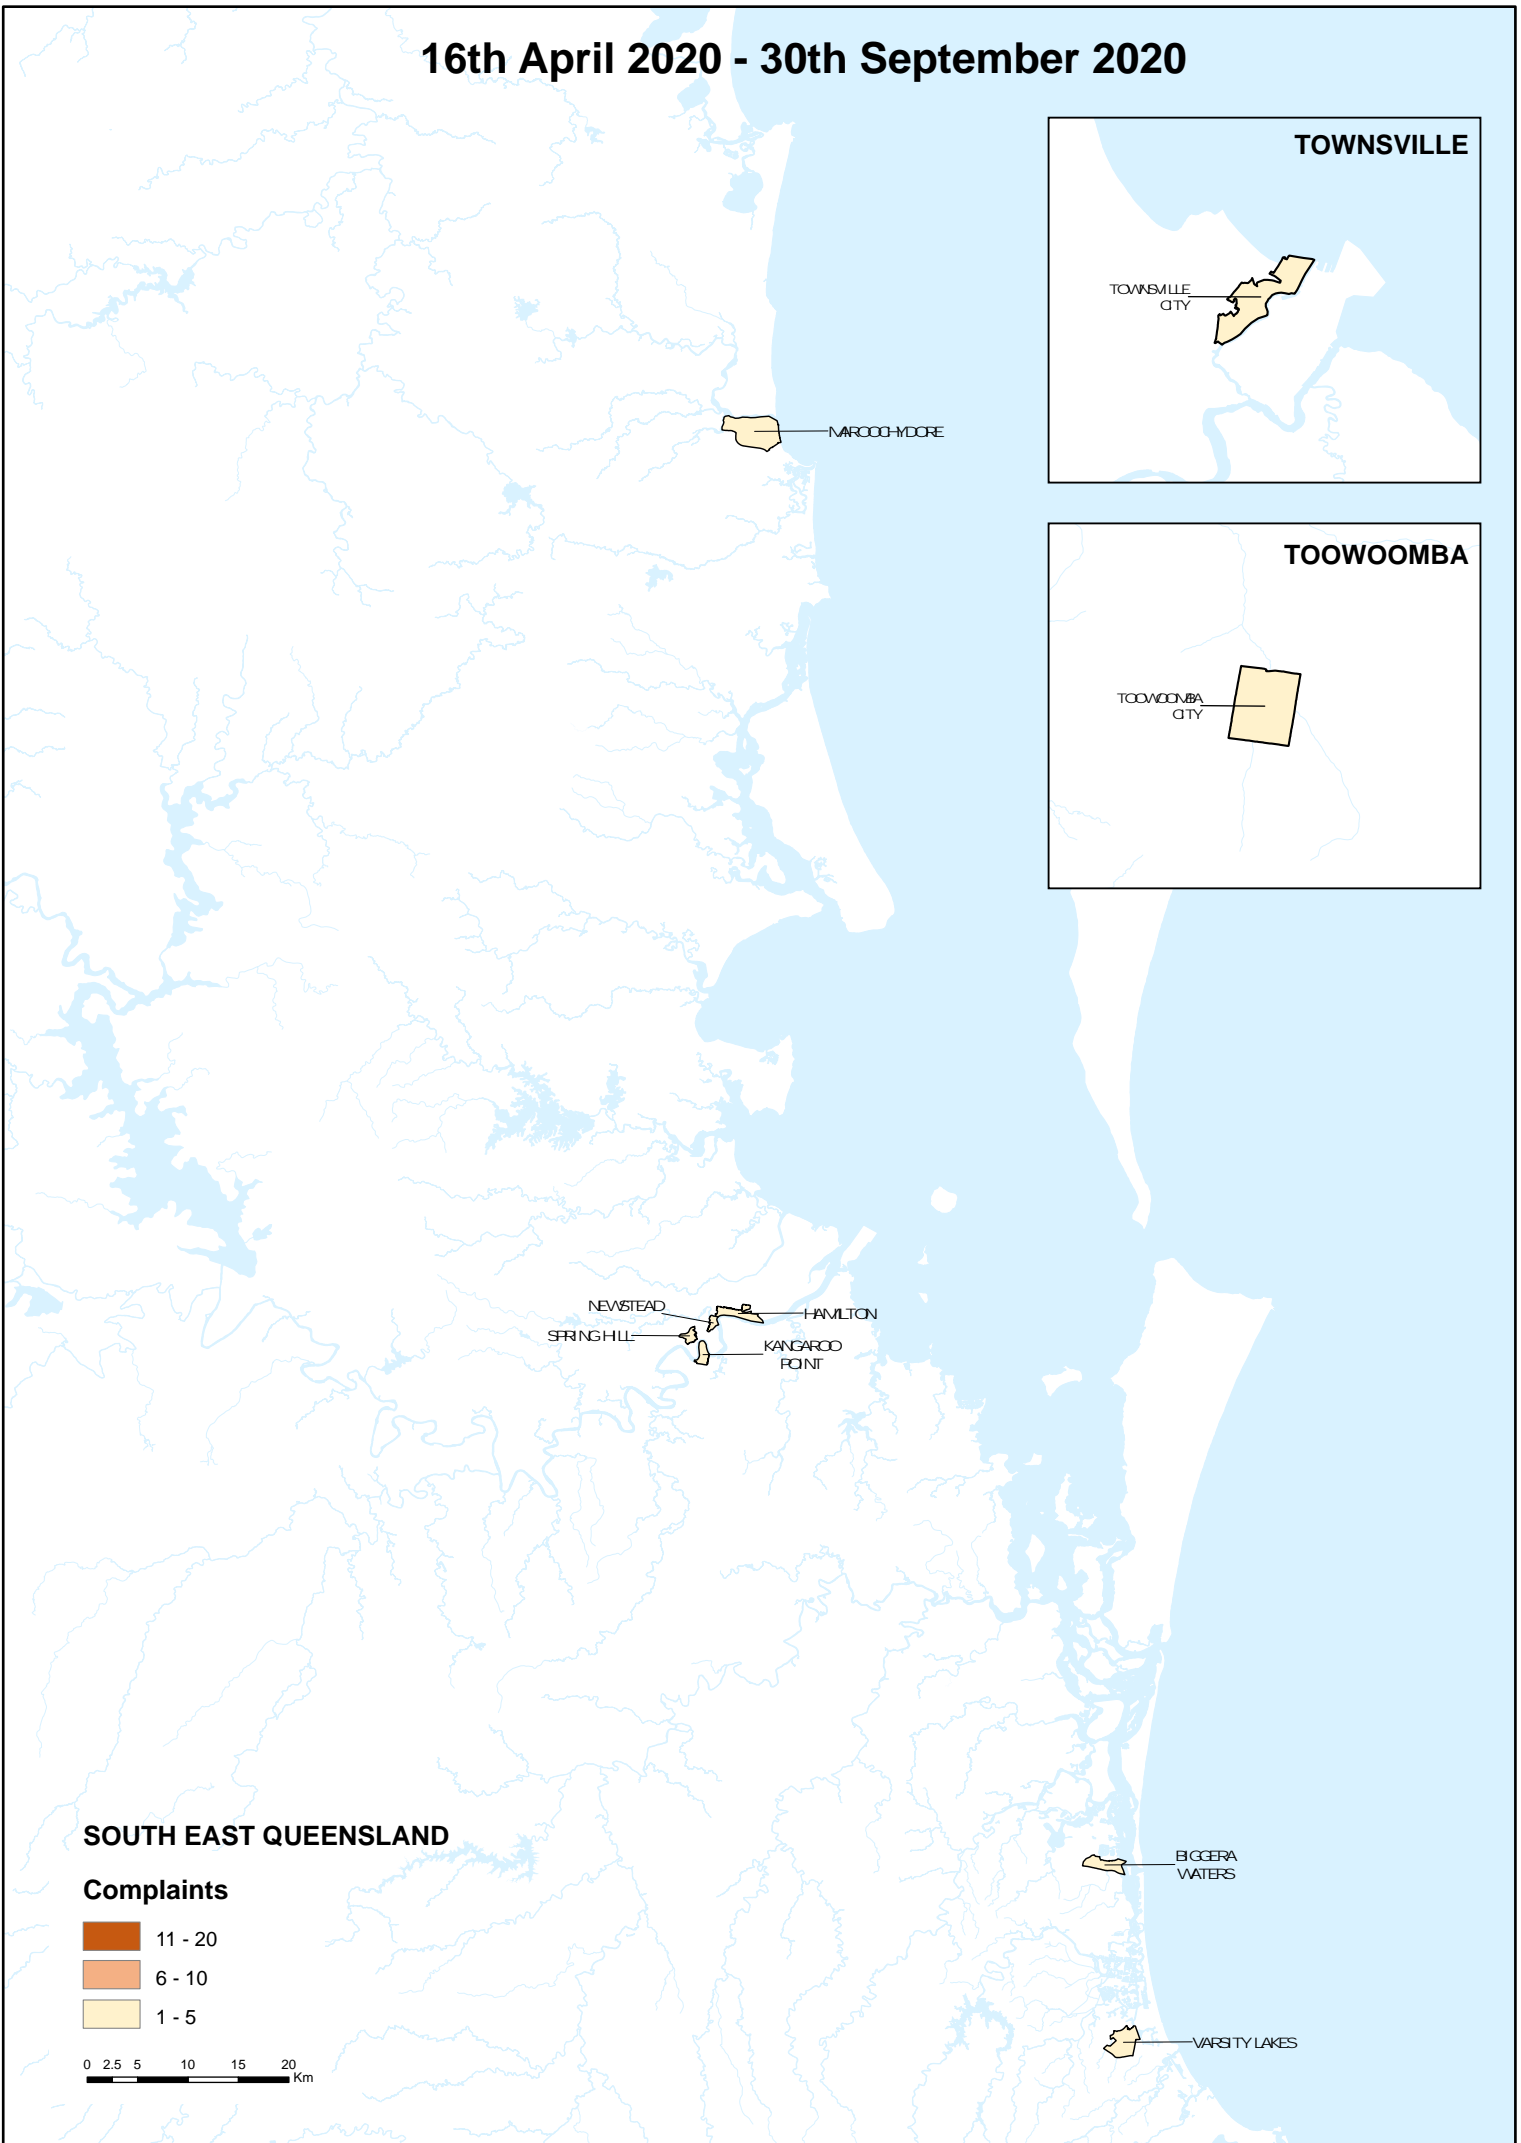 16th April 2020 - 30th September 2020
TOWNSVILLE
TOWNSVILLE
CITY
MAROOCHYDORE
TOOWOOMBA
TOOWOOMBA
CITY
NEWSTEAD
HAMILTON
SPRING HILL
KANGAROO
POINT
SOUTH EAST QUEENSLAND
Complaints
11 - 20
6 - 10
1 - 5
0 2.5 5 10 15 20
Km
BIGGERA
WATERS
VARSITY LAKES